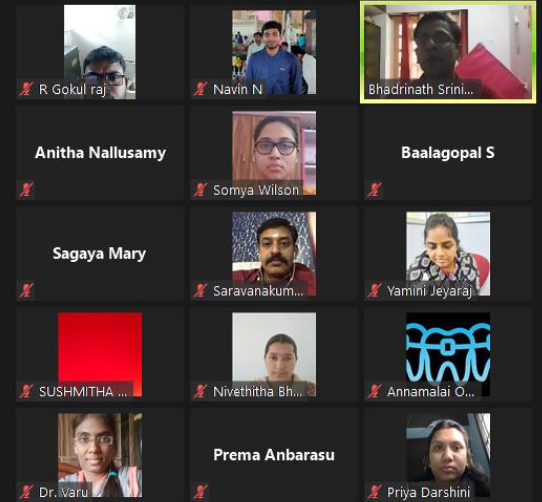 R Gokul raj
Navin N
Bhadrinath Srini...
Anitha Nallusamy
Somya Wilson
Baalagopal S
Sagaya Mary
Saravanakum...
Yamini Jeyaraj
SUSHMITHA ...
Nivethitha Bh...
Annamalai O...
Dr. Varu
Prema Anbarasu
Priya Darshini